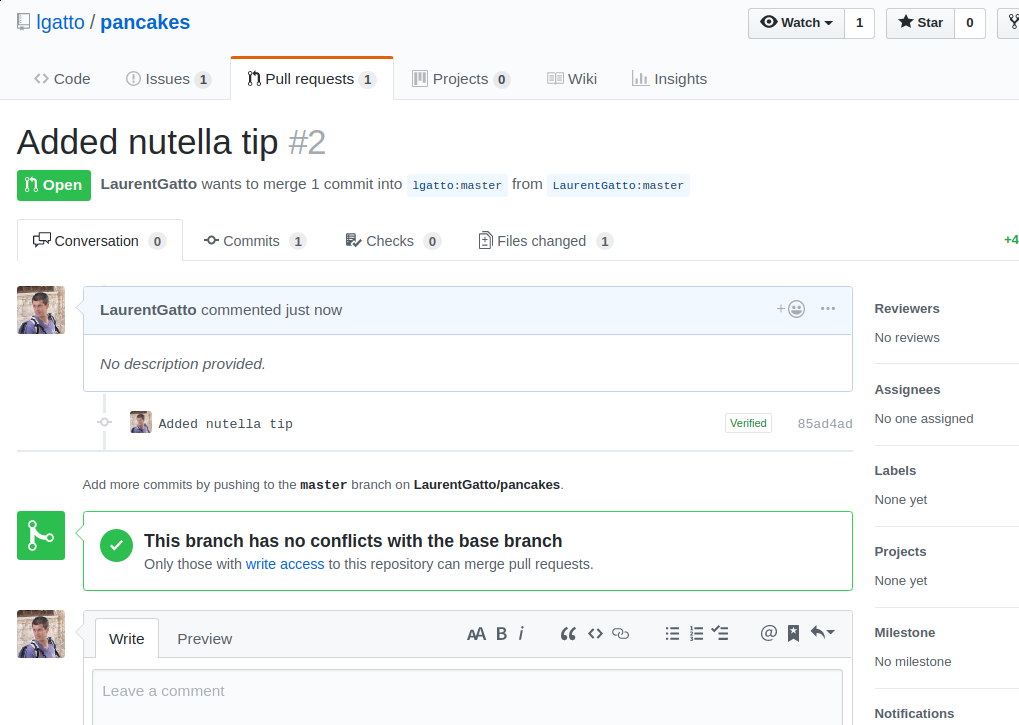 lgatto / pancakes
Watch 1 Star 0
Code Issues 1 Pull requests 1 Projects 0 Wiki Insights
Added nutella tip #2
Open LaurentGatto wants to merge 1 commit into lgatto:master from LaurentGatto:master
Conversation 0 Commits 1 Checks 0 Files changed 1 +4
LaurentGatto commented just now
No description provided.
Added nutella tip Verified 85ad4ad
Add more commits by pushing to the master branch on LaurentGatto/pancakes.
This branch has no conflicts with the base branch
Only those with write access to this repository can merge pull requests.
Write Preview AA B i
Leave a comment
Reviewers
No reviews
Assignees
No one assigned
Labels
None yet
Projects
None yet
Milestone
No milestone
Notifications